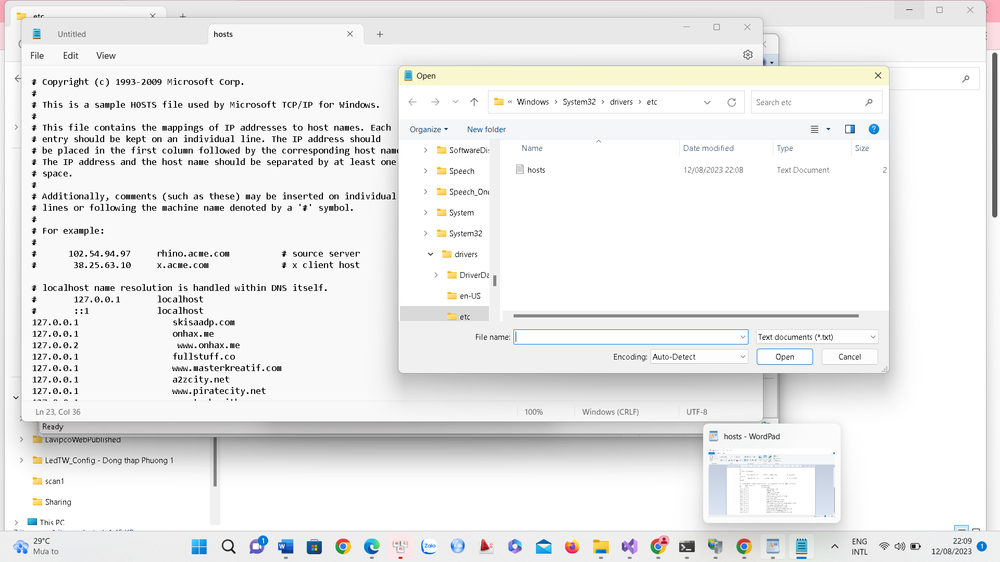 etc
Untitled
hosts
File
Edit
View
# Copyright (c) 1993-2009 Microsoft Corp.
#
# This is a sample HOSTS file used by Microsoft TCP/IP for Windows.
#
# This file contains the mappings of IP addresses to host names. Each
# entry should be kept on an individual line. The IP address should
# be placed in the first column followed by the corresponding host name
# The IP address and the host name should be separated by at least one
# space.
#
# Additionally, comments (such as these) may be inserted on individual
# lines or following the machine name denoted by a '#' symbol.
#
# For example:
#
# 102.54.94.97 rhino.acme.com # source server
# 38.25.63.10 x.acme.com # x client host
# localhost name resolution is handled within DNS itself.
# 127.0.0.1 localhost
# ::1 localhost
127.0.0.1 skisaadp.com
127.0.0.1 onhax.me
127.0.0.2 www.onhax.me
127.0.0.1 fullstuff.co
127.0.0.1 www.masterkreatif.com
127.0.0.1 a2zcity.net
127.0.0.1 www.piratecity.net
Ln 23, Col 36
100%
Windows (CRLF)
UTF-8
Ready
Open
« Windows > System32 > drivers > etc
Search etc
Organize
New folder
Name
Date modified
Type
Size
hosts
12/08/2023 22:08
Text Document
2
SoftwareDis
Speech
Speech_One
System
System32
drivers
DriverDa
en-US
etc
File name:
Text documents (*.txt)
Encoding:
Auto-Detect
Open
Cancel
LavipcoWebPublished
LedTW_Config - Dong thap Phuong 1
scan1
Sharing
This PC
hosts - WordPad
29°C
Mưa to
1
Zalo
ENG
INTL
22:09
12/08/2023
1